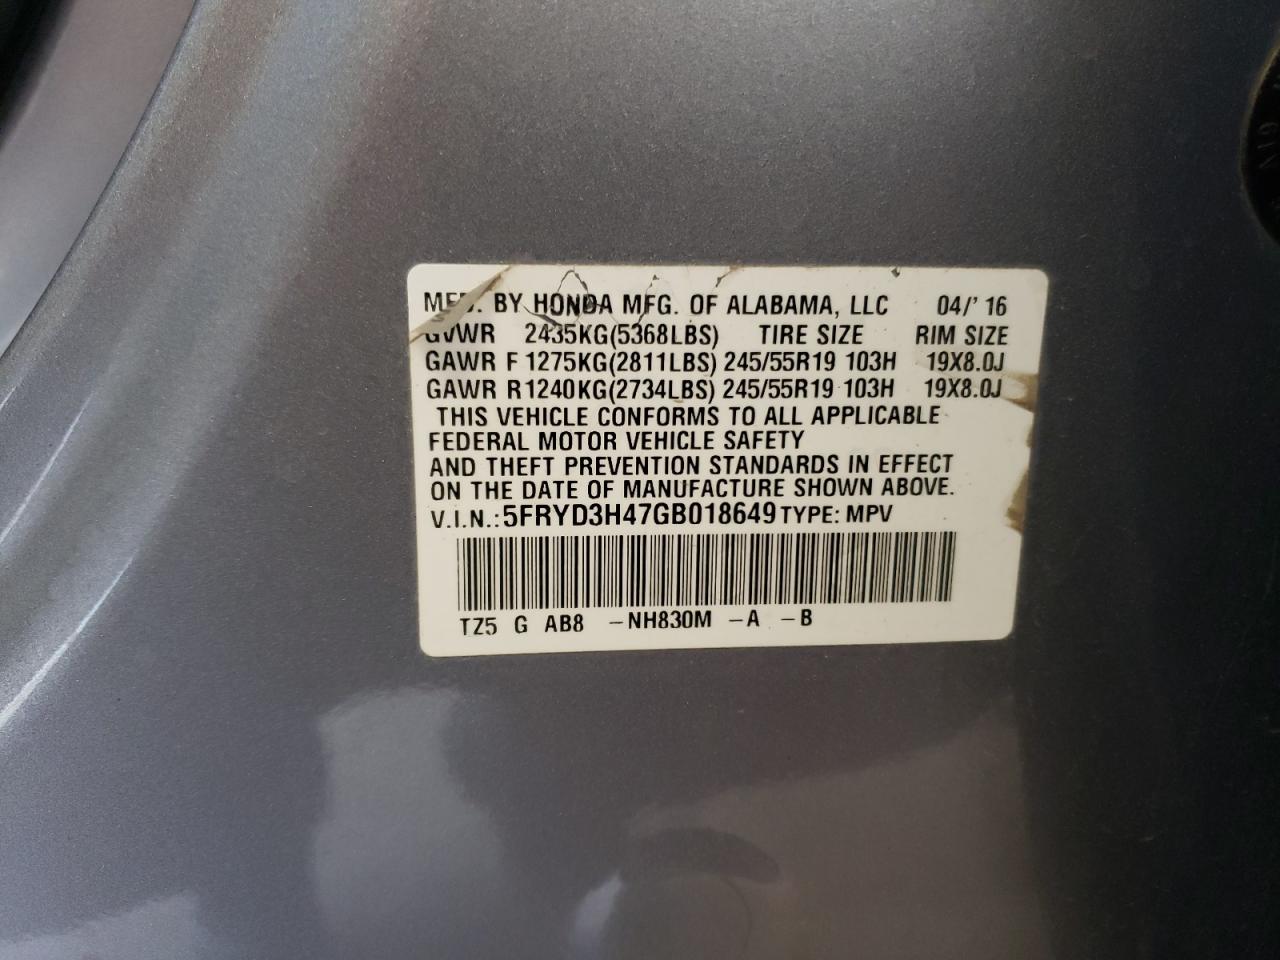 MFD. BY HONDA MFG. OF ALABAMA, LLC 04/'16
GVWR 2435KG(5368LBS) TIRE SIZE RIM SIZE
GAWR F 1275KG(2811LBS) 245/55R19 103H 19X8.0J
GAWR R 1240KG(2734LBS) 245/55R19 103H 19X8.0J
THIS VEHICLE CONFORMS TO ALL APPLICABLE
FEDERAL MOTOR VEHICLE SAFETY
AND THEFT PREVENTION STANDARDS IN EFFECT
ON THE DATE OF MANUFACTURE SHOWN ABOVE.
V.I.N.:5FRYD3H47GB018649 TYPE: MPV
TZ5 G AB8 -NH830M -A -B